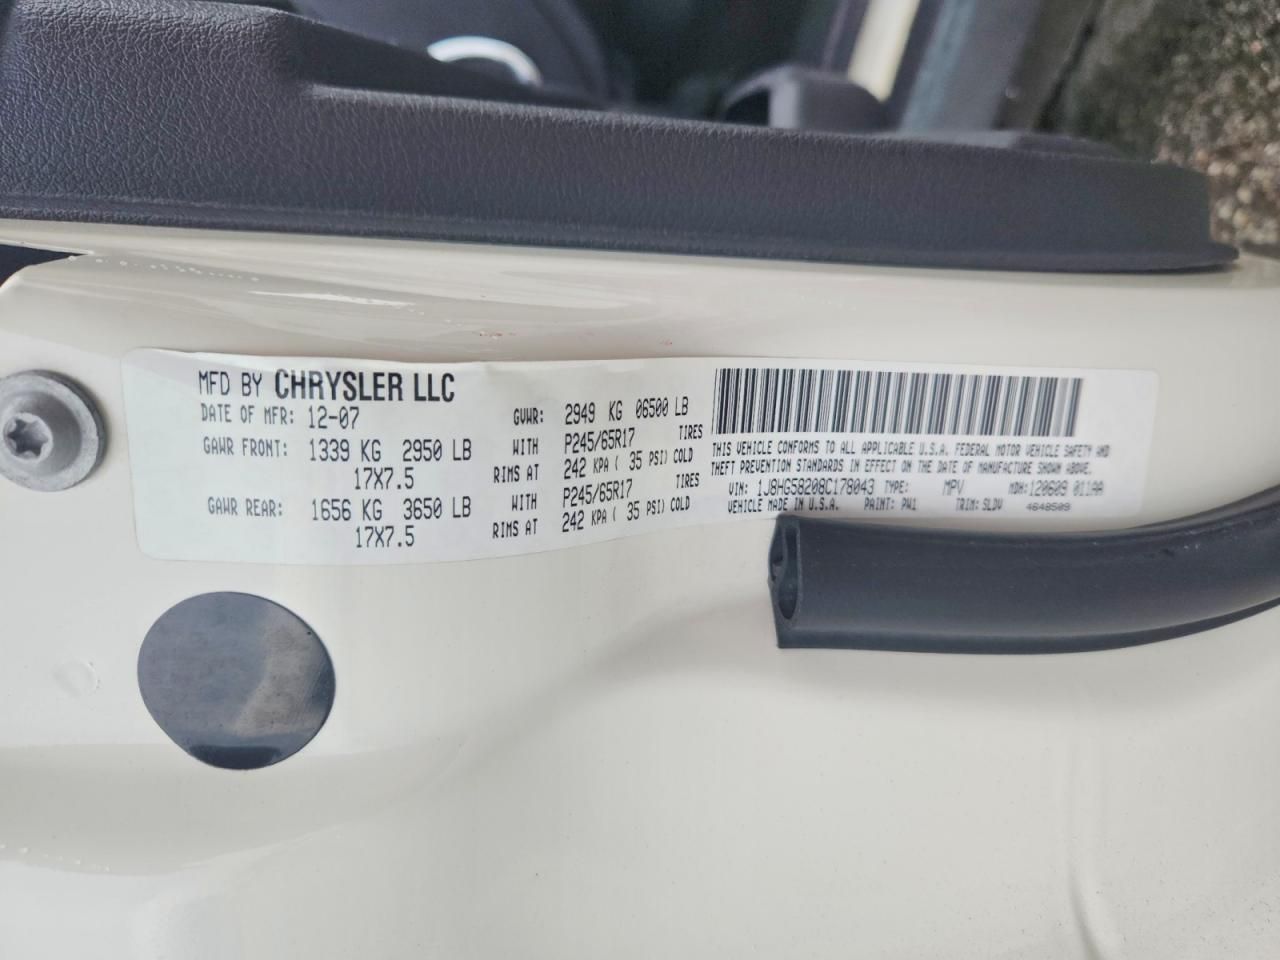 MFD BY CHRYSLER LLC
DATE OF MFR: 12-07 GVWR: 2949 KG 06500 LB
GAWR FRONT: 1339 KG 2950 LB WITH P245/65R17 TIRES
17X7.5 RIMS AT 242 KPA ( 35 PSI) COLD
GAWR REAR: 1656 KG 3650 LB WITH P245/65R17 TIRES
17X7.5 RIMS AT 242 KPA ( 35 PSI) COLD
THIS VEHICLE CONFORMS TO ALL APPLICABLE U.S.A. FEDERAL MOTOR VEHICLE SAFETY AND
THEFT PREVENTION STANDARDS IN EFFECT ON THE DATE OF MANUFACTURE SHOWN ABOVE.
VIN: 1J8HG58208C178043 TYPE: MPV MDH: 120609 011AA
VEHICLE MADE IN U.S.A. PAINT: PW1 TRIM: SLDV 4648509